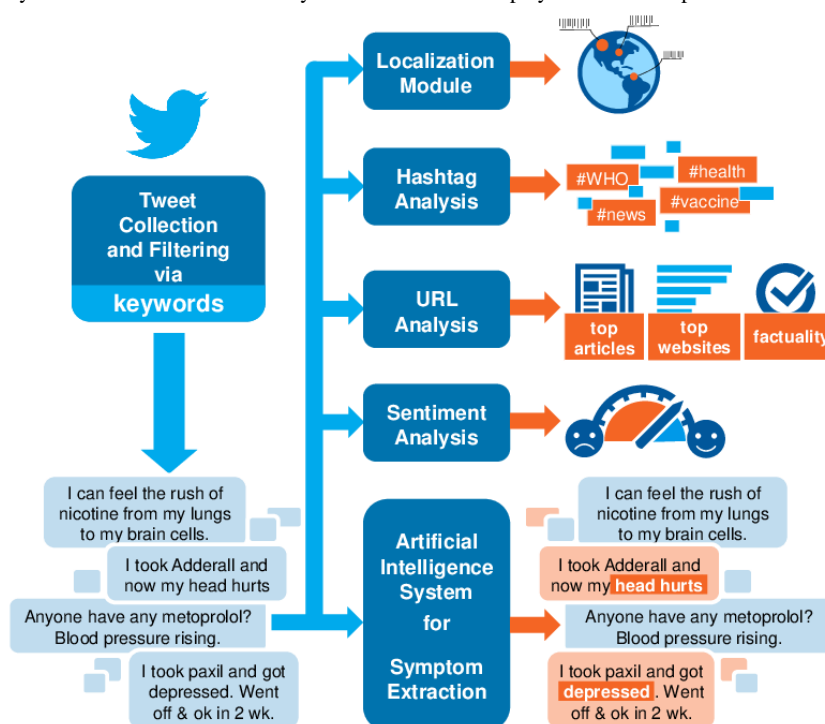 Localization
Module
Tweet
Collection
and Filtering
via
keywords
Hashtag
Analysis
#WHO
#health
#vaccine
#news
URL
Analysis
top
articles
top
websites
factuality
Sentiment
Analysis
I can feel the rush of
nicotine from my lungs
to my brain cells.
I took Adderall and
now my head hurts
Anyone have any metoprolol?
Blood pressure rising.
I took paxil and got
depressed. Went
off & ok in 2 wk.
Artificial
Intelligence
System
for
Symptom
Extraction
I can feel the rush of
nicotine from my lungs
to my brain cells.
I took Adderall and
now my head hurts
Anyone have any metoprolol?
Blood pressure rising.
I took paxil and got
depressed . Went
off & ok in 2 wk.